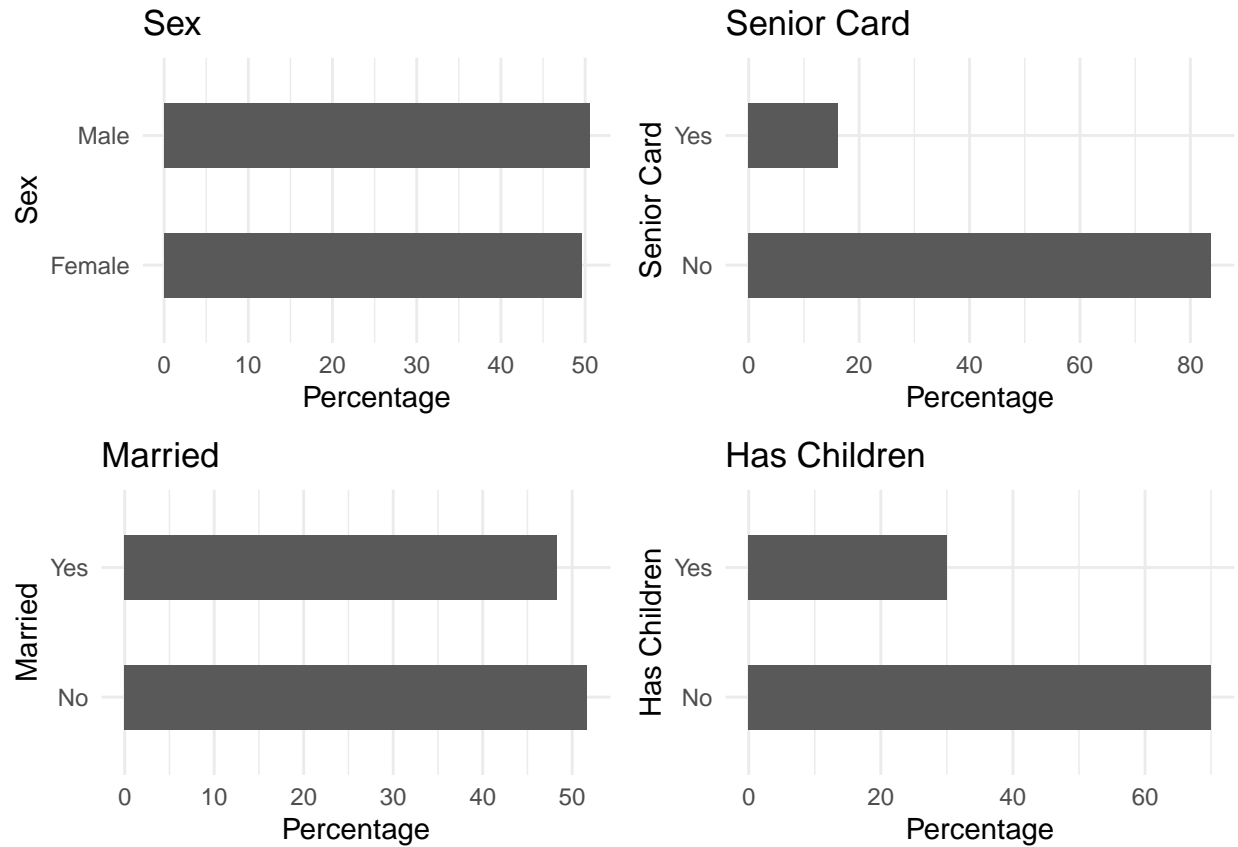 Sex
Sex
Male
Female
0 10 20 30 40 50
Percentage
Senior Card
Senior Card
Yes
No
0 20 40 60 80
Percentage
Married
Married
Yes
No
0 10 20 30 40 50
Percentage
Has Children
Has Children
Yes
No
0 20 40 60
Percentage